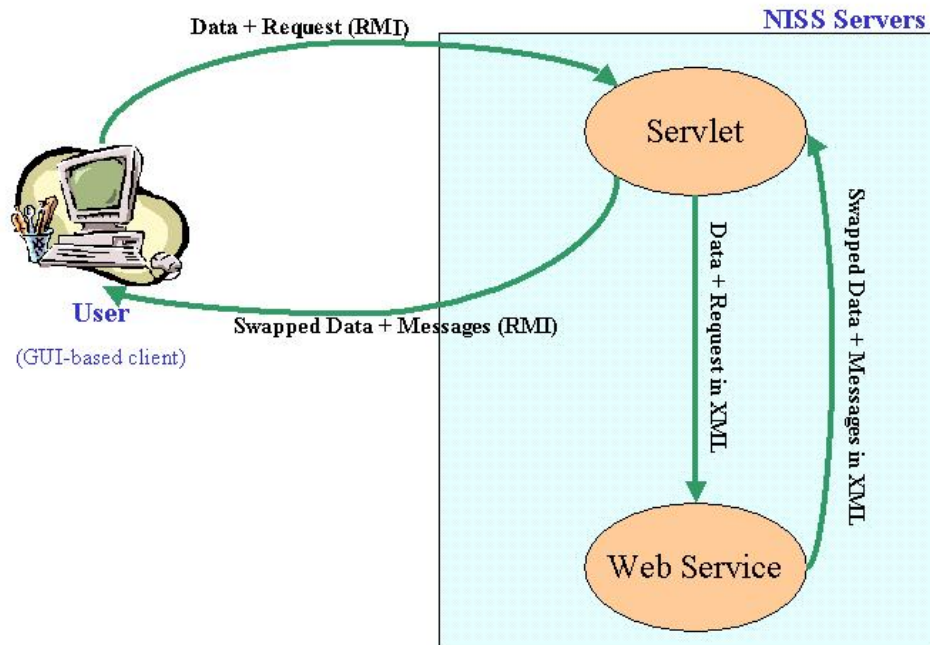 NISS Servers
Data + Request (RMI)
Servlet
User
(GUI-based client)
Swapped Data + Messages (RMI)
Data + Request in XML
Swapped Data + Messages in XML
Web Service